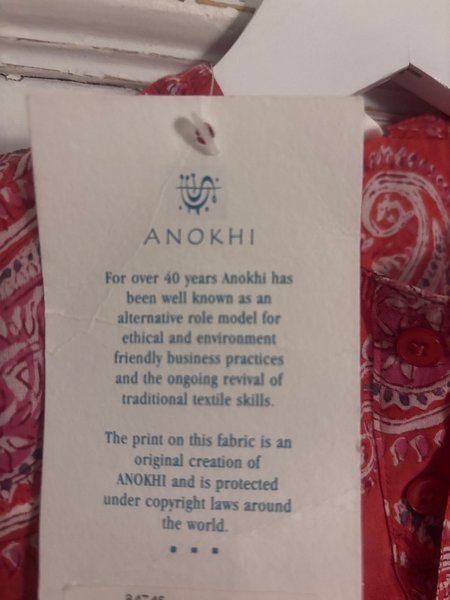 ANOKHI
For over 40 years Anokhi has
been well known as an
alternative role model for
ethical and environment
friendly business practices
and the ongoing revival of
traditional textile skills.
The print on this fabric is an
original creation of
ANOKHI and is protected
under copyright laws around
the world.